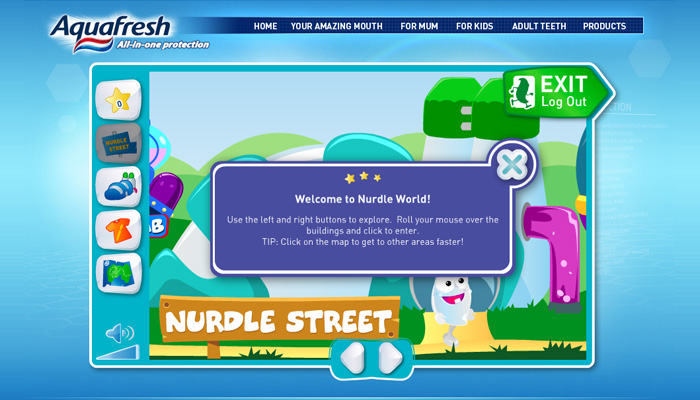 Aquafresh
All-in-one protection
HOME YOUR AMAZING MOUTH FOR MUM FOR KIDS ADULT TEETH PRODUCTS
EXIT
Log Out
0
NURDLE
STREET
Welcome to Nurdle World!
Use the left and right buttons to explore. Roll your mouse over the
buildings and click to enter.
TIP: Click on the map to get to other areas faster!
AB
NURDLE STREET